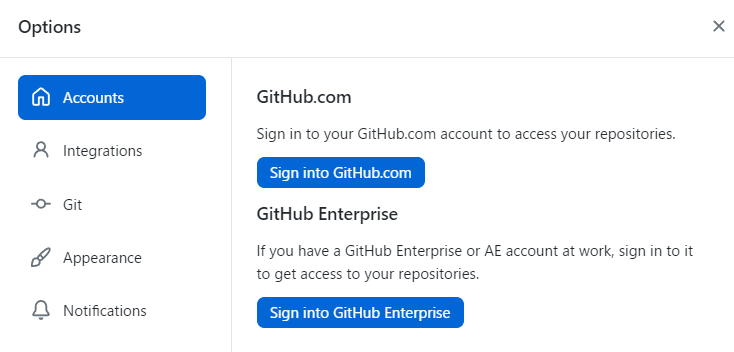 Options
Accounts
Integrations
Git
Appearance
Notifications
GitHub.com
Sign in to your GitHub.com account to access your repositories.
Sign into GitHub.com
GitHub Enterprise
If you have a GitHub Enterprise or AE account at work, sign in to it
to get access to your repositories.
Sign into GitHub Enterprise